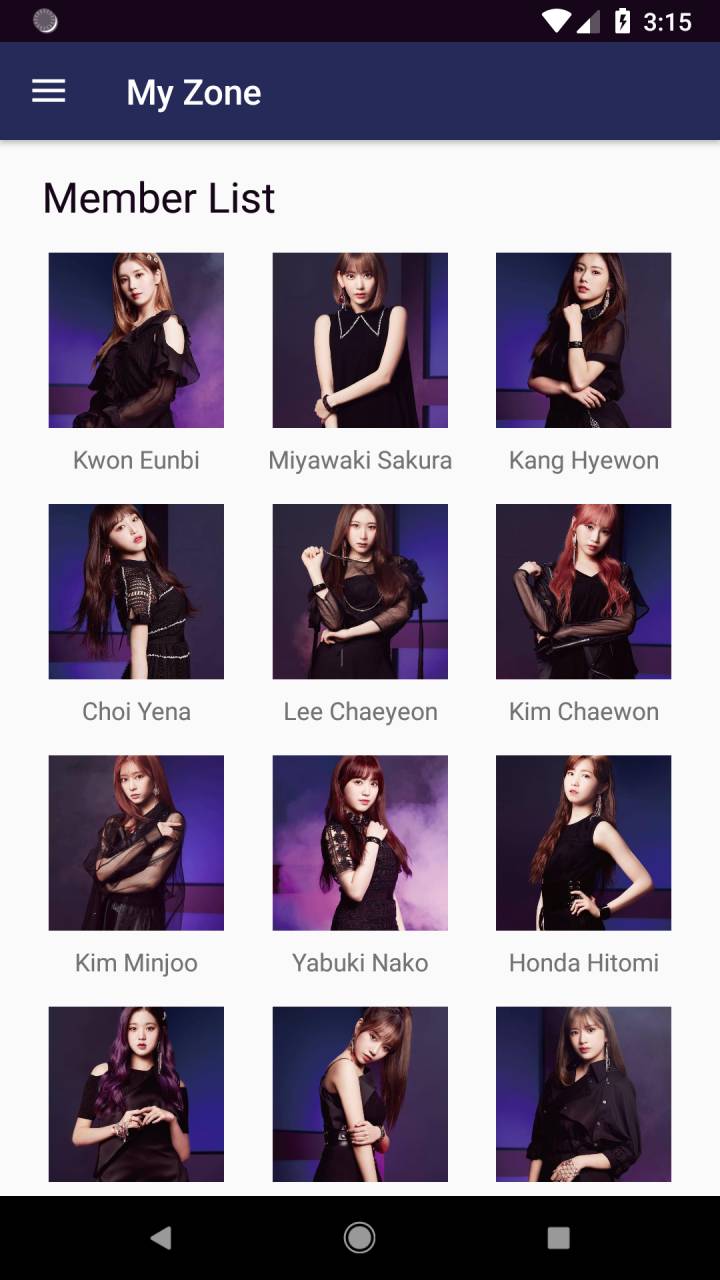 3:15
My Zone
Member List
Kwon Eunbi
Miyawaki Sakura
Kang Hyewon
Choi Yena
Lee Chaeyeon
Kim Chaewon
Kim Minjoo
Yabuki Nako
Honda Hitomi